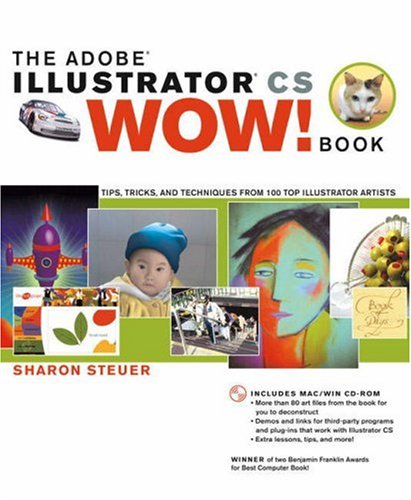 THE ADOBE®
ILLUSTRATOR® CS
WOW!
BOOK
TIPS, TRICKS, AND TECHNIQUES FROM 100 TOP ILLUSTRATOR ARTISTS
Book
of
Days
SHARON STEUER
INCLUDES MAC/WIN CD-ROM
• More than 80 art files from the book for
you to deconstruct
• Demos and links for third-party programs
and plug-ins that work with Illustrator CS
• Extra lessons, tips, and more!
WINNER of two Benjamin Franklin Awards
for Best Computer Book!